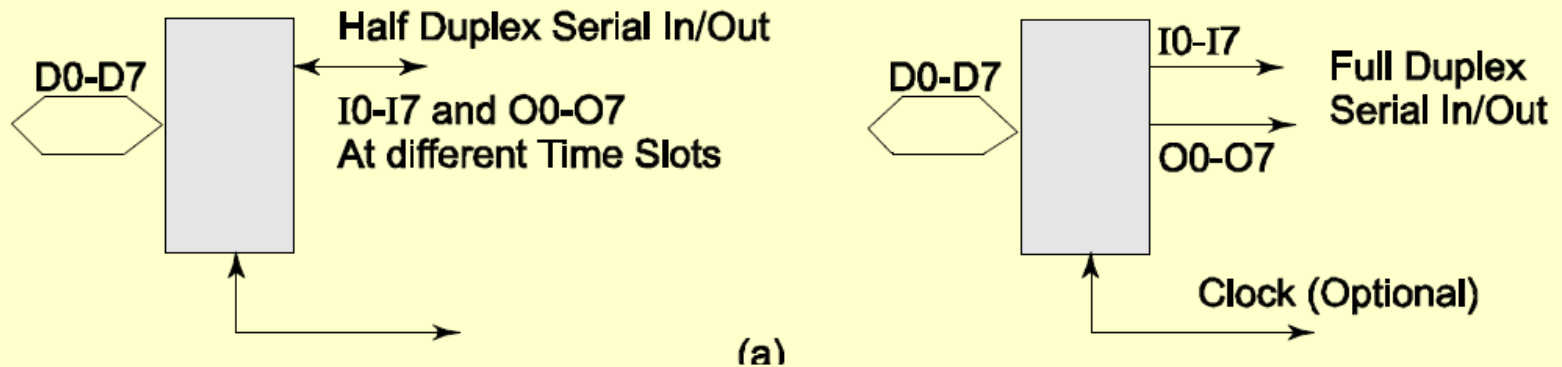 Half Duplex Serial In/Out
D0-D7
I0-I7 and O0-O7
At different Time Slots
I0-I7
D0-D7
Full Duplex
Serial In/Out
O0-O7
Clock (Optional)
(a)